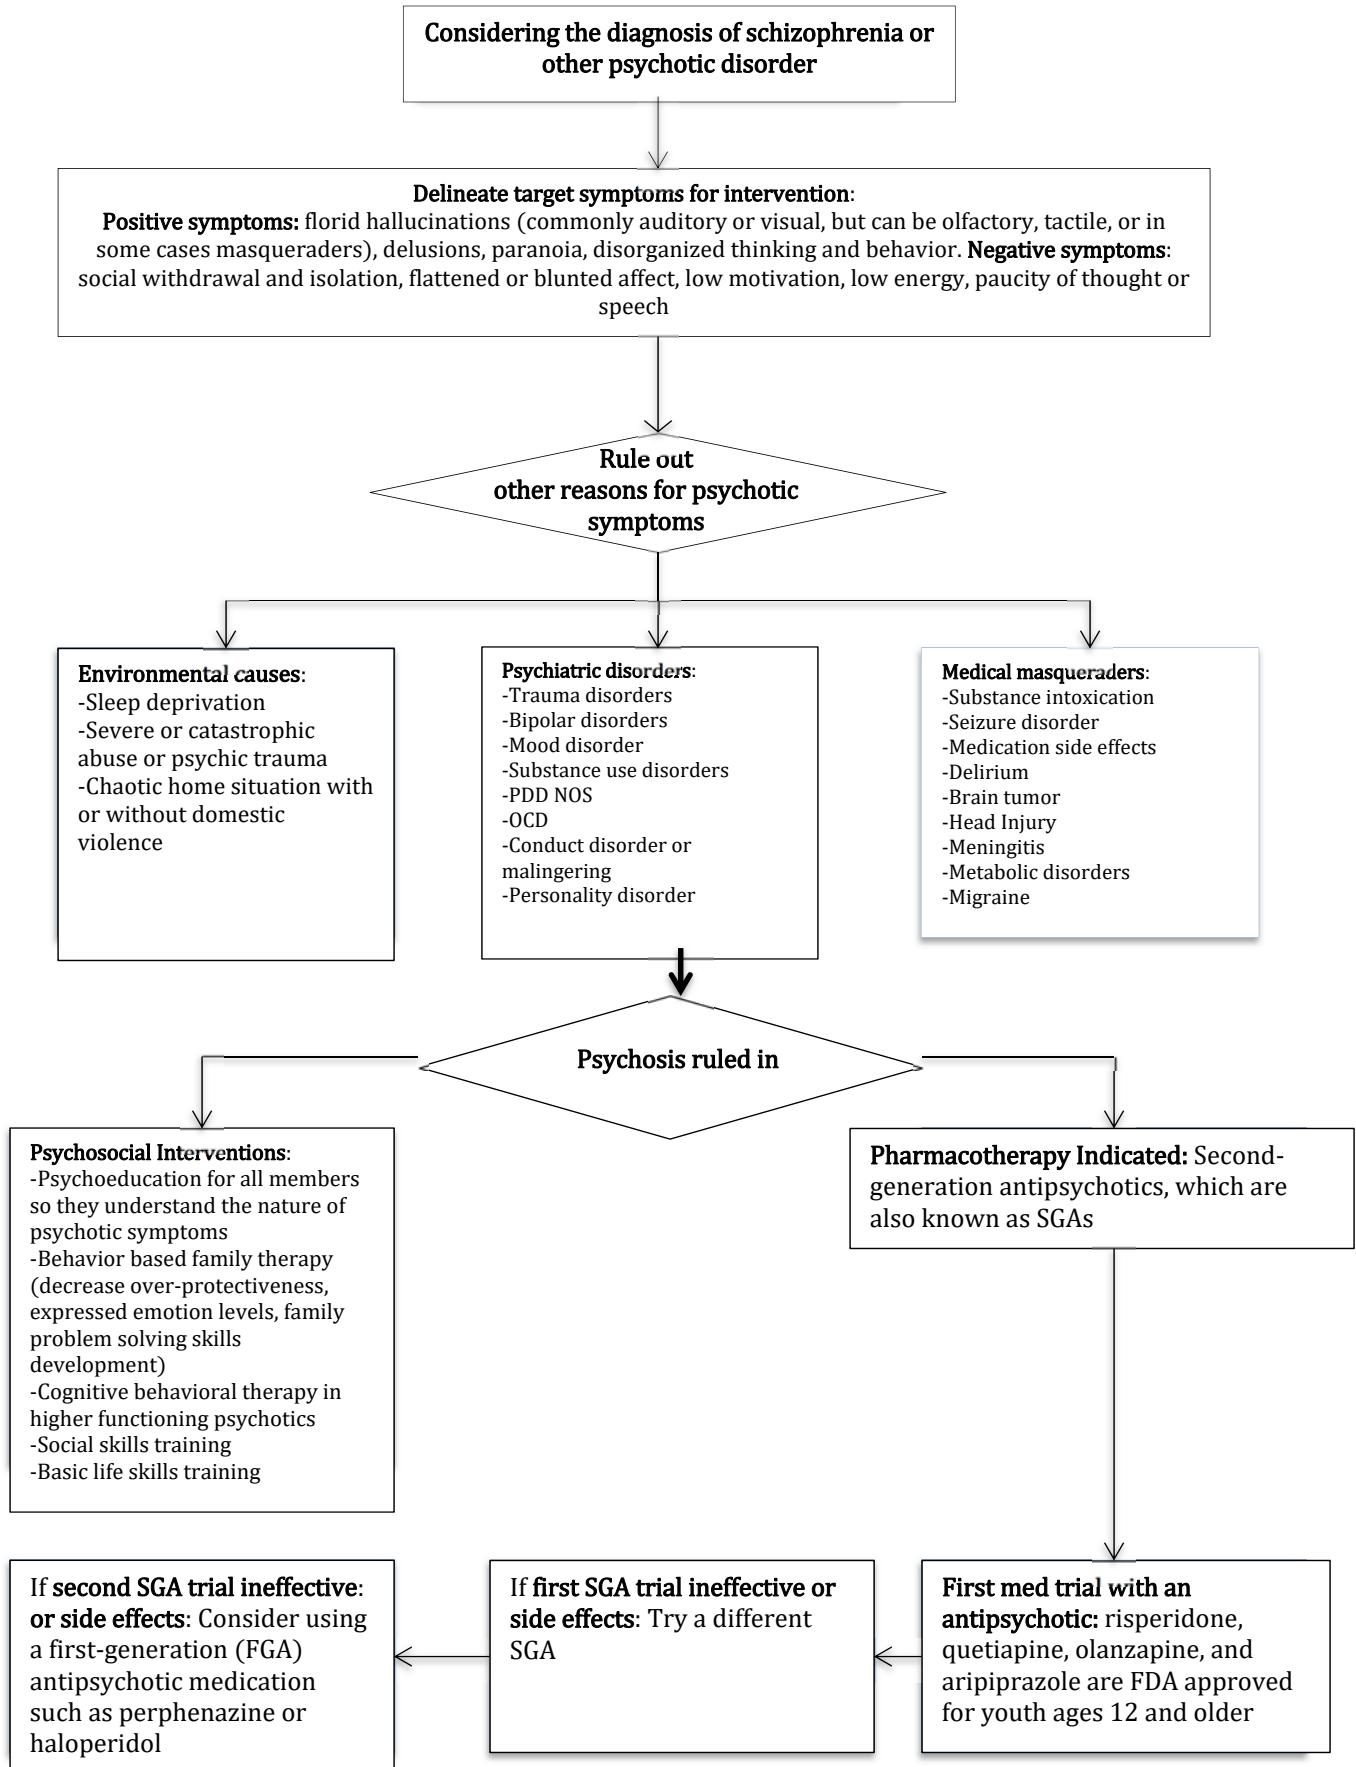 Considering the diagnosis of schizophrenia or
other psychotic disorder
Delineate target symptoms for intervention:
Positive symptoms: florid hallucinations (commonly auditory or visual, but can be olfactory, tactile, or in
some cases masqueraders), delusions, paranoia, disorganized thinking and behavior. Negative symptoms:
social withdrawal and isolation, flattened or blunted affect, low motivation, low energy, paucity of thought or
speech
Rule out
other reasons for psychotic
symptoms
Environmental causes:
-Sleep deprivation
-Severe or catastrophic
abuse or psychic trauma
-Chaotic home situation with
or without domestic
violence
Psychiatric disorders:
-Trauma disorders
-Bipolar disorders
-Mood disorder
-Substance use disorders
-PDD NOS
-OCD
-Conduct disorder or
malingering
-Personality disorder
Medical masqueraders:
-Substance intoxication
-Seizure disorder
-Medication side effects
-Delirium
-Brain tumor
-Head Injury
-Meningitis
-Metabolic disorders
-Migraine
Psychosis ruled in
Psychosocial Interventions:
-Psychoeducation for all members
so they understand the nature of
psychotic symptoms
-Behavior based family therapy
(decrease over-protectiveness,
expressed emotion levels, family
problem solving skills
development)
-Cognitive behavioral therapy in
higher functioning psychotics
-Social skills training
-Basic life skills training
Pharmacotherapy Indicated: Second-
generation antipsychotics, which are
also known as SGAs
If second SGA trial ineffective:
or side effects: Consider using
a first-generation (FGA)
antipsychotic medication
such as perphenazine or
haloperidol
If first SGA trial ineffective or
side effects: Try a different
SGA
First med trial with an
antipsychotic: risperidone,
quetiapine, olanzapine, and
aripiprazole are FDA approved
for youth ages 12 and older